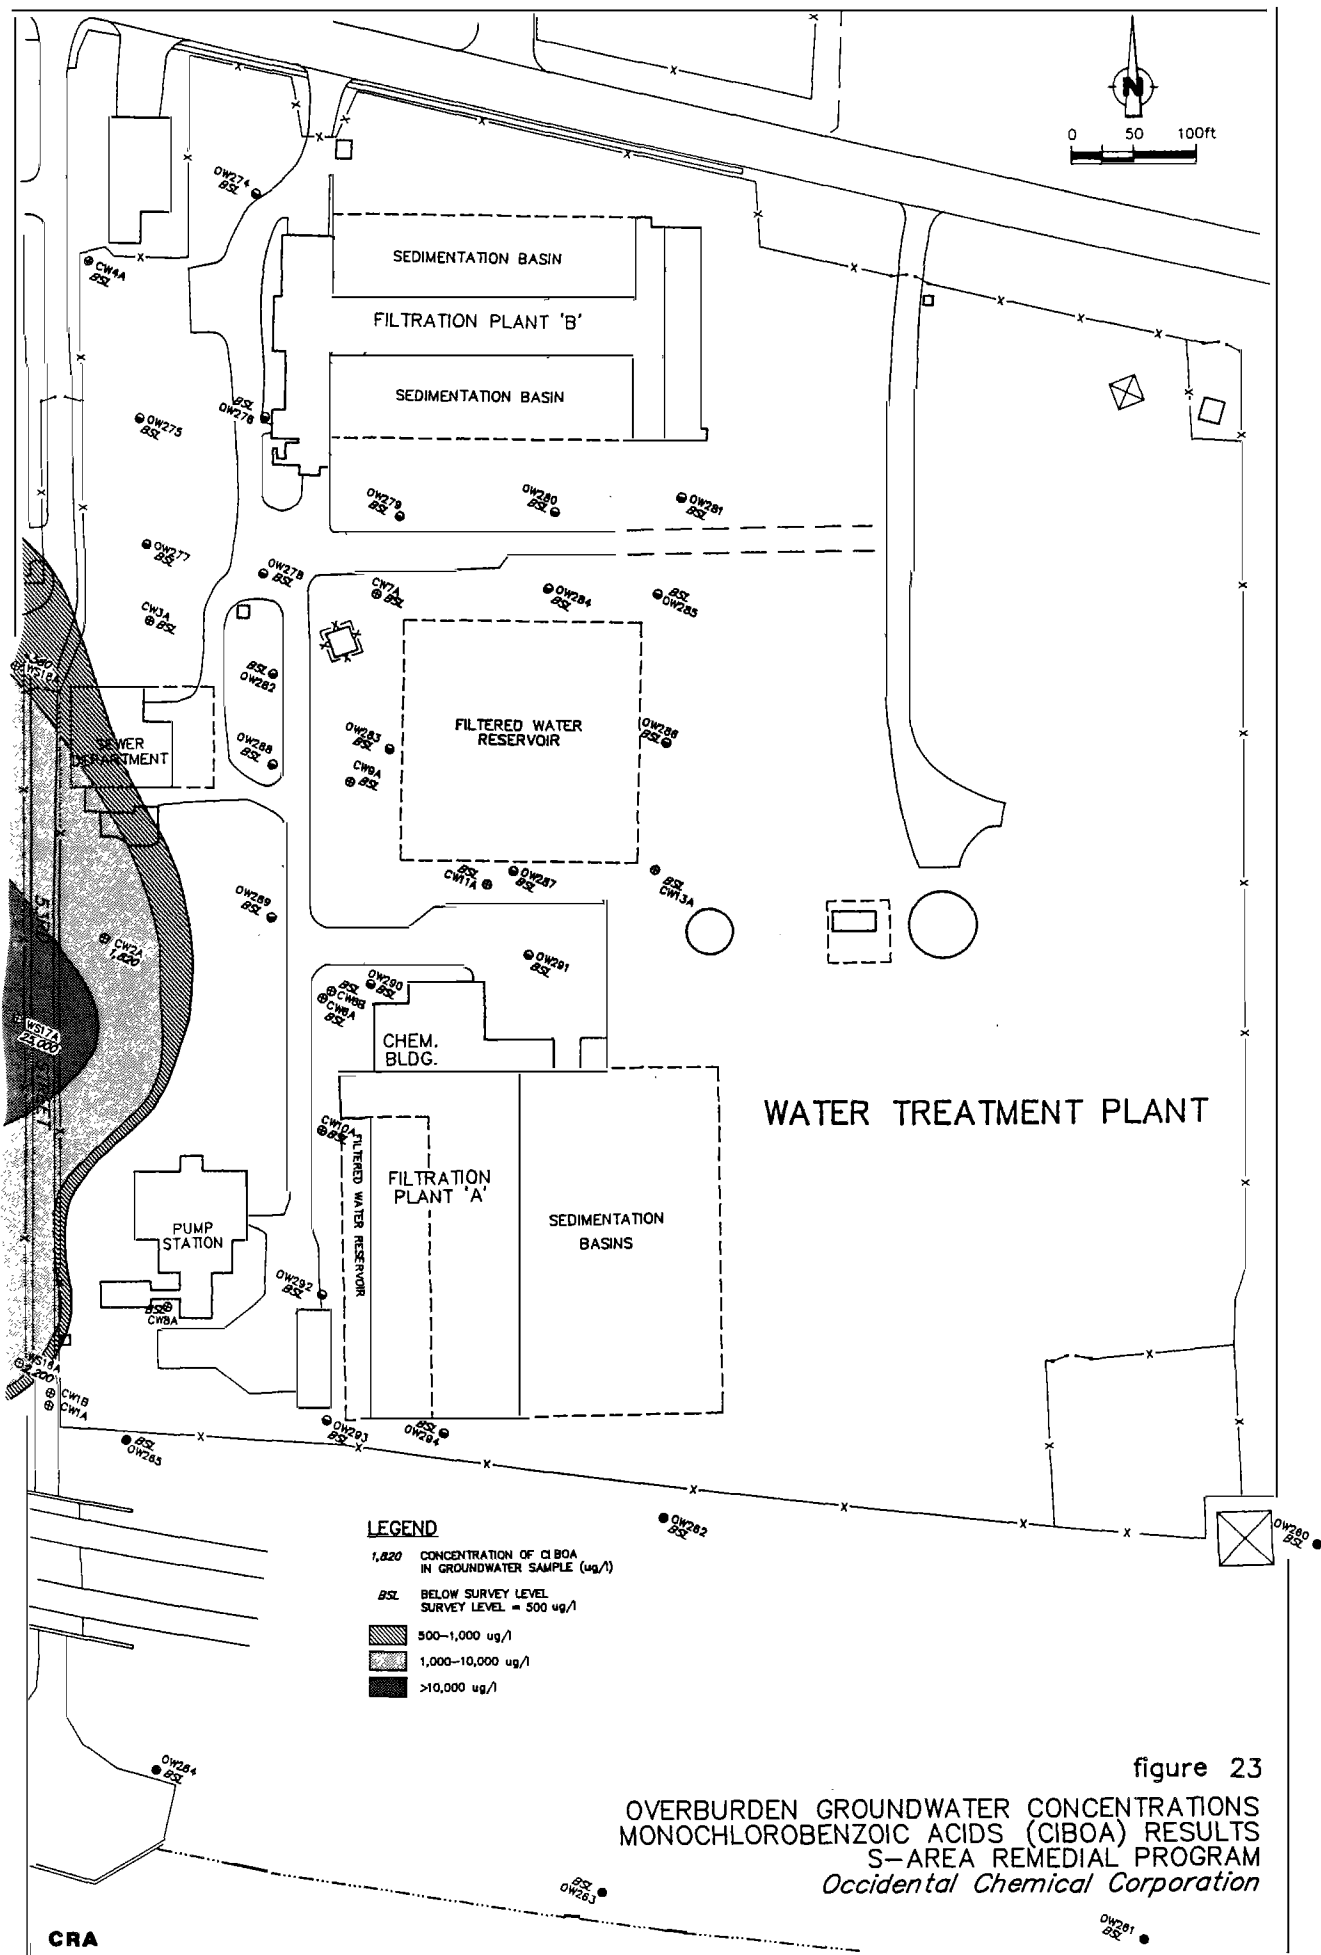 N
0 50 100ft
OW274
BSL
CW4A
BSL
SEDIMENTATION BASIN
FILTRATION PLANT 'B'
SEDIMENTATION BASIN
OW275
BSL
BSL
OW276
OW279
BSL
OW280
BSL
OW281
BSL
OW277
BSL
OW278
BSL
CW7A
BSL
OW284
BSL
BSL
OW285
CW3A
BSL
WS18A
BSL
OW282
SEWER
DEPARTMENT
OW283
BSL
FILTERED WATER
RESERVOIR
OW286
BSL
OW288
BSL
CW9A
BSL
BSL
CW11A
OW287
BSL
BSL
CW13A
OW289
BSL
CW2A
1,820
OW291
BSL
OW290
BSL
BSL
CW6B
CW6A
BSL
WS17A
25,000
STREET
CHEM.
BLDG.
WATER TREATMENT PLANT
CW10A
BSL
FILTERED WATER RESERVOIR
FILTRATION
PLANT 'A'
SEDIMENTATION
BASINS
PUMP
STATION
OW292
BSL
BSL
CW8A
WS16A
2,200
CW1B
CW1A
OW293
BSL
BSL
OW294
BSL
OW265
OW262
BSL
OW260
BSL
LEGEND
1,820 CONCENTRATION OF ClBOA
IN GROUNDWATER SAMPLE (ug/l)
BSL BELOW SURVEY LEVEL
SURVEY LEVEL = 500 ug/l
500-1,000 ug/l
1,000-10,000 ug/l
>10,000 ug/l
OW264
BSL
figure 23
OVERBURDEN GROUNDWATER CONCENTRATIONS
MONOCHLOROBENZOIC ACIDS (ClBOA) RESULTS
S-AREA REMEDIAL PROGRAM
Occidental Chemical Corporation
BSL
OW263
OW261
BSL
CRA